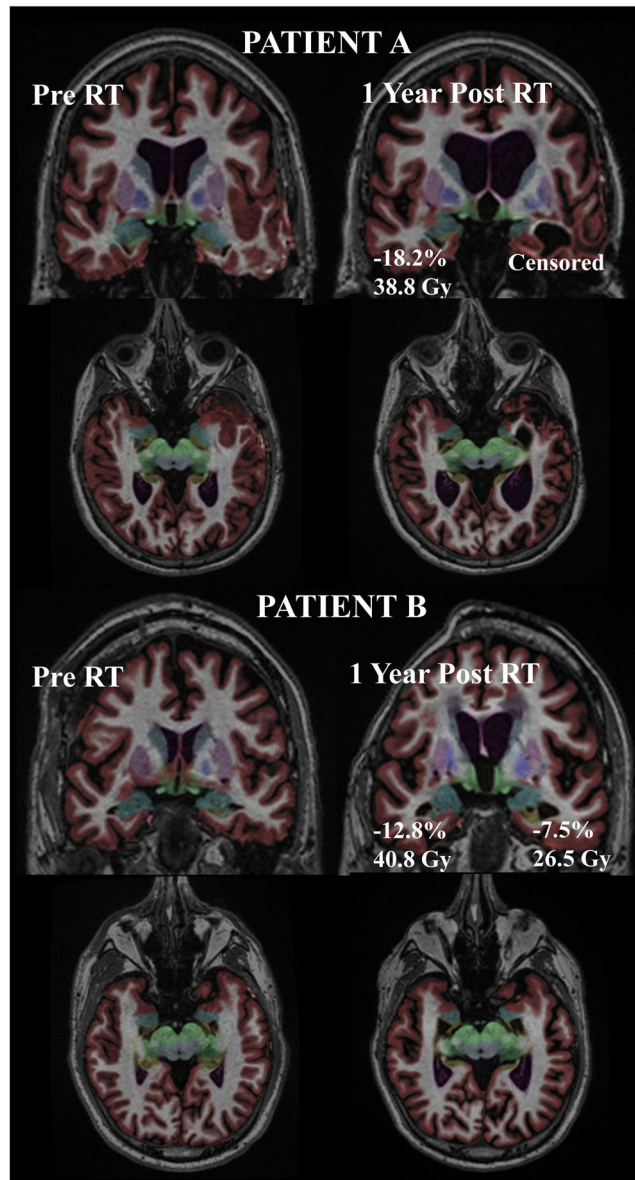 PATIENT A
Pre RT
1 Year Post RT
-18.2%
38.8 Gy
Censored
PATIENT B
Pre RT
1 Year Post RT
-12.8%
40.8 Gy
-7.5%
26.5 Gy